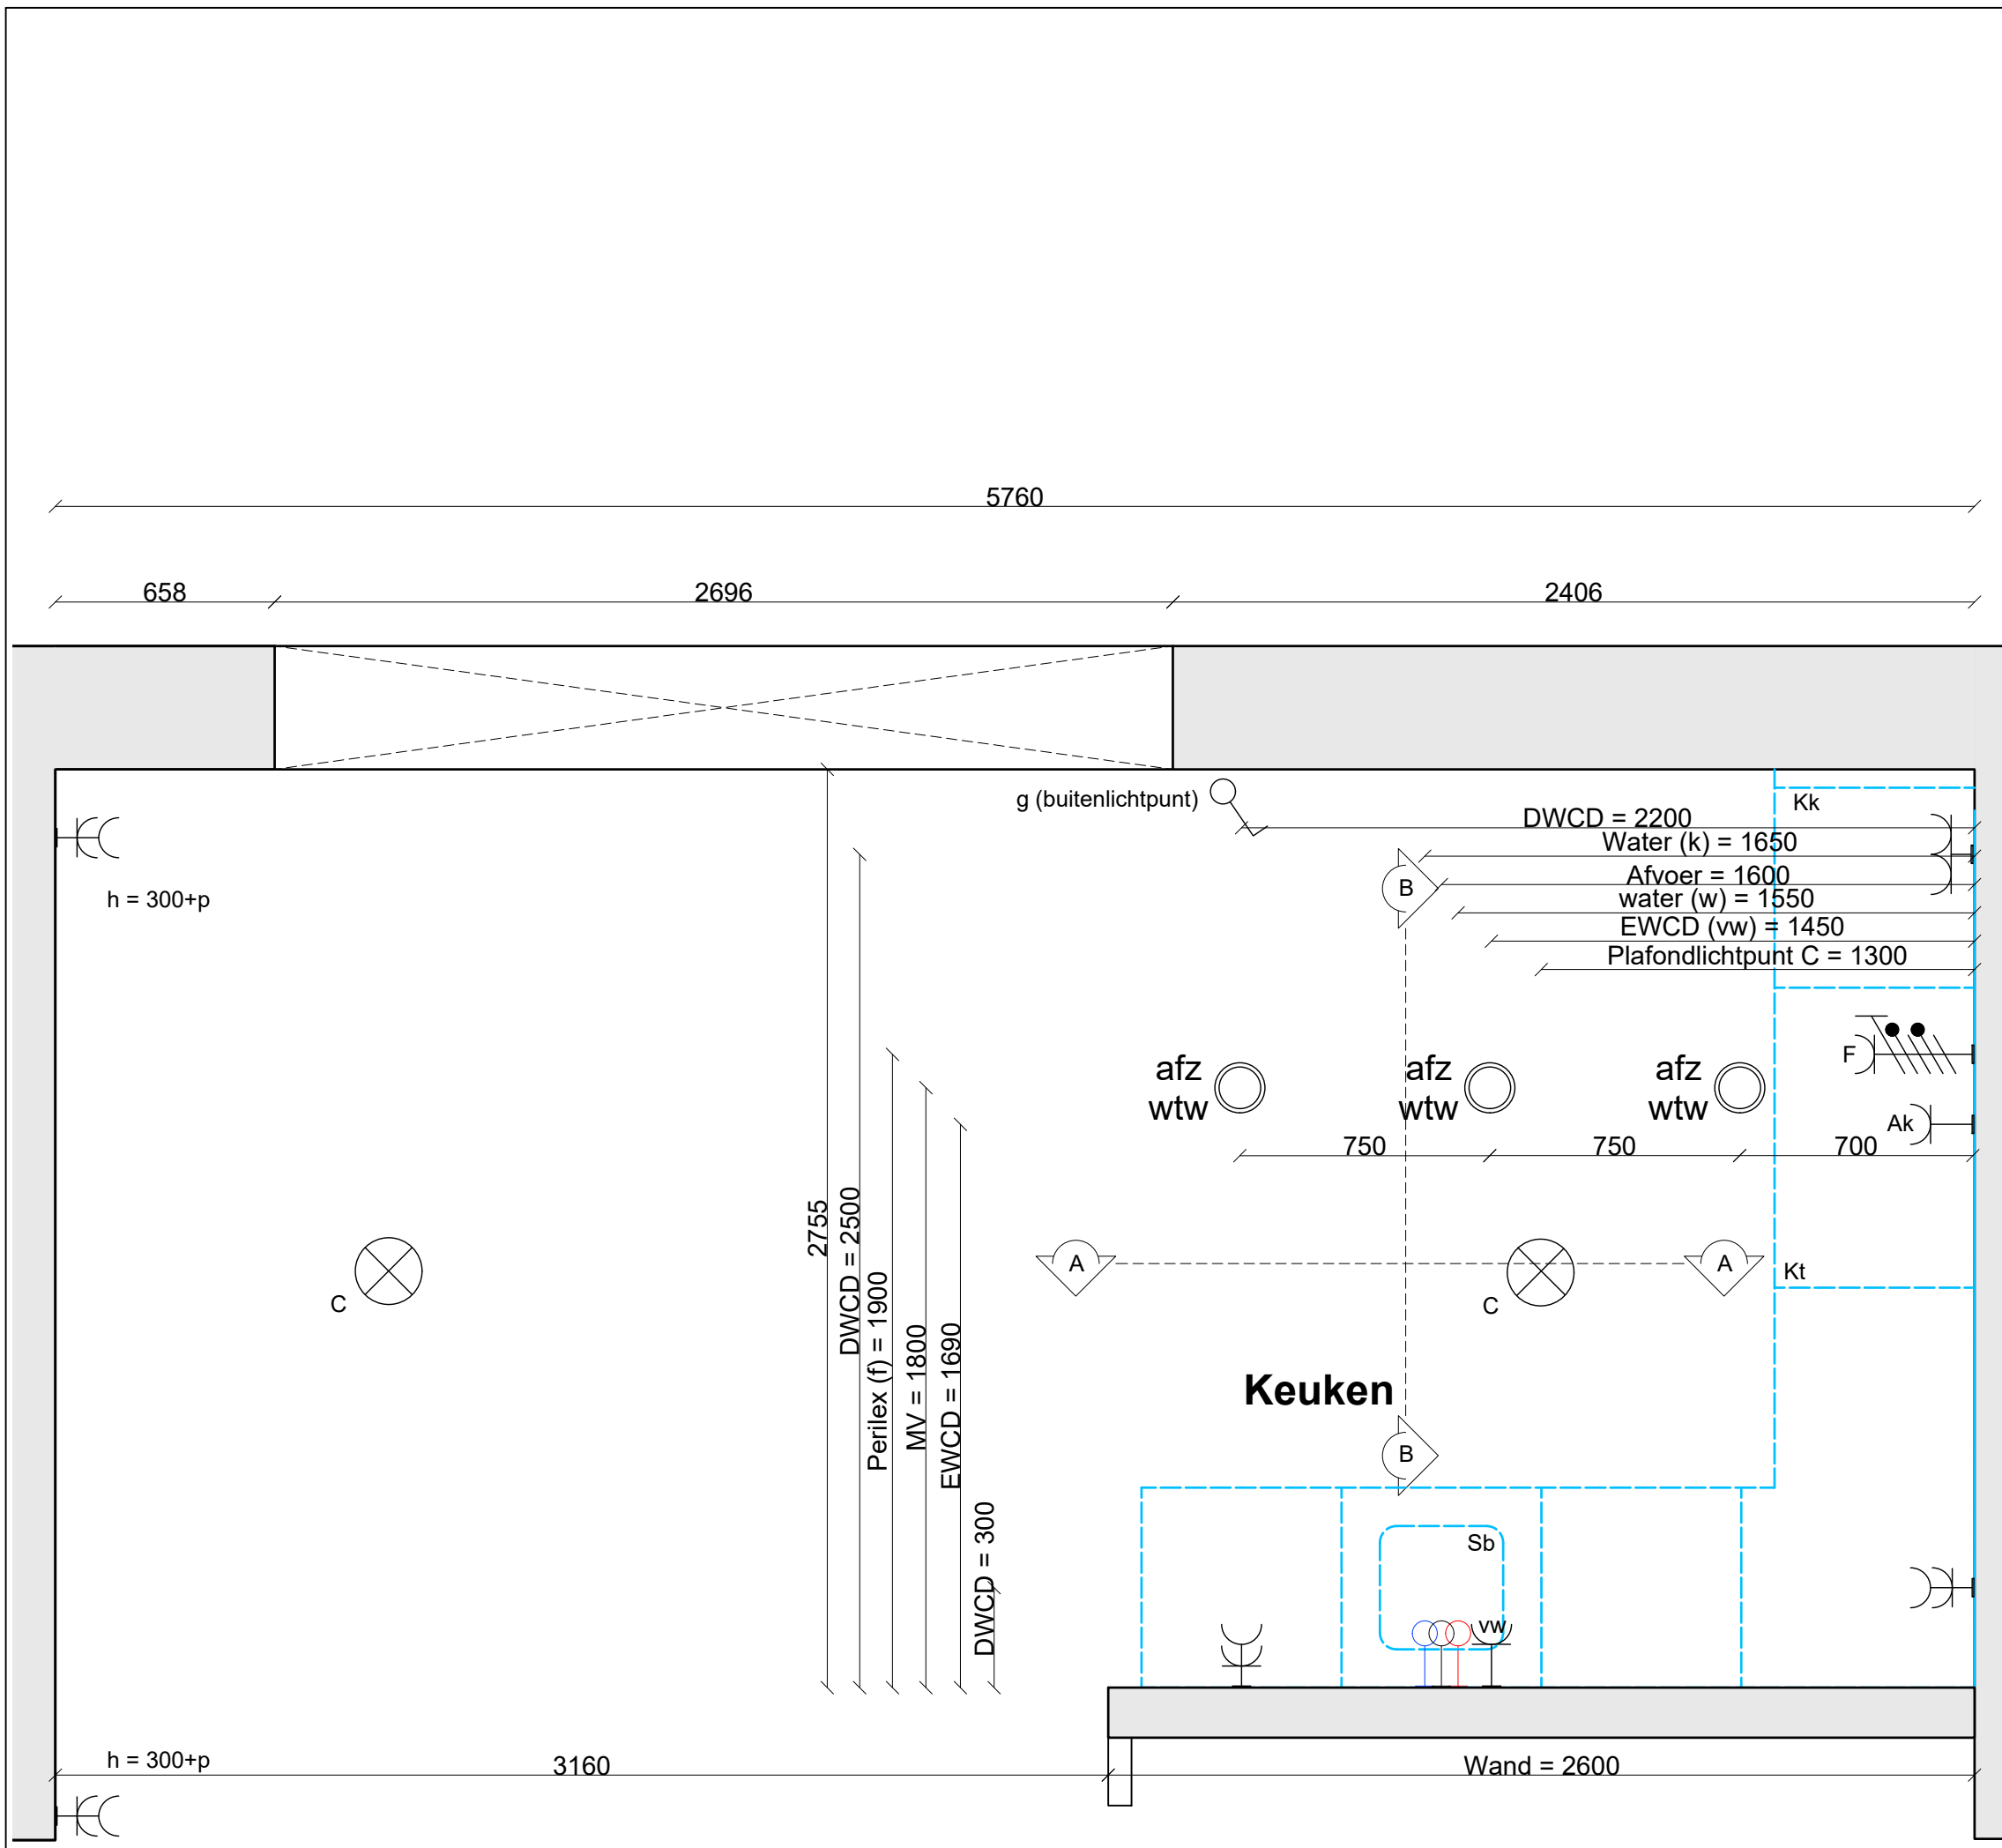 5760
658
2696
2406
g (buitenlichtpunt)
Kk
DWCD = 2200
Water (k) = 1650
Afvoer = 1600
water (w) = 1550
EWCD (vw) = 1450
Plafondlichtpunt C = 1300
B
h = 300+p
F
afz
wtw
afz
wtw
afz
wtw
Ak
750
750
700
2755
DWCD = 2500
Perilex (f) = 1900
MV = 1800
EWCD = 1690
DWCD = 300
A
A
Kt
C
C
Keuken
B
Sb
vw
h = 300+p
3160
Wand = 2600